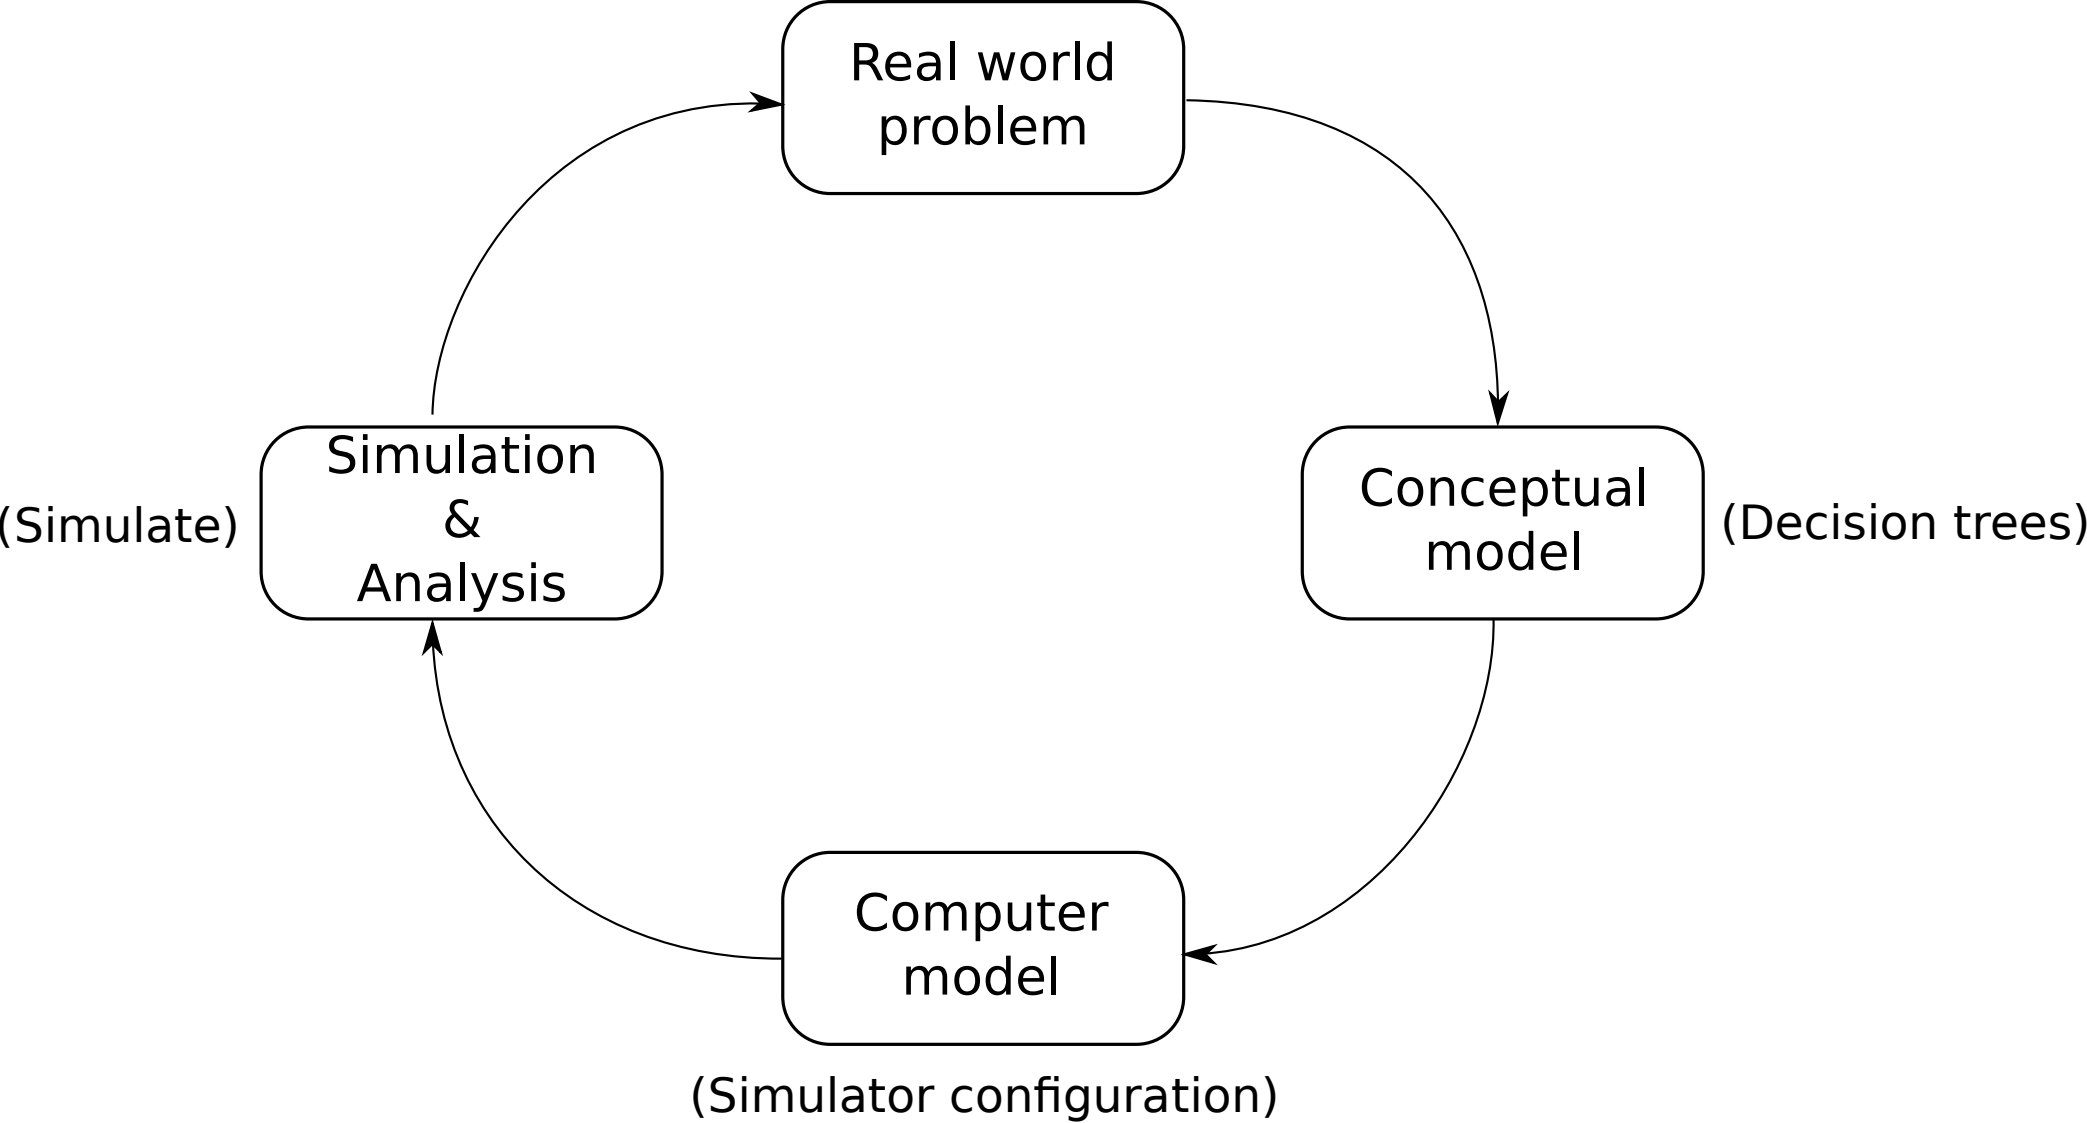 Real world
problem
Simulation
&
Analysis
(Simulate)
Conceptual
model
(Decision trees)
Computer
model
(Simulator configuration)